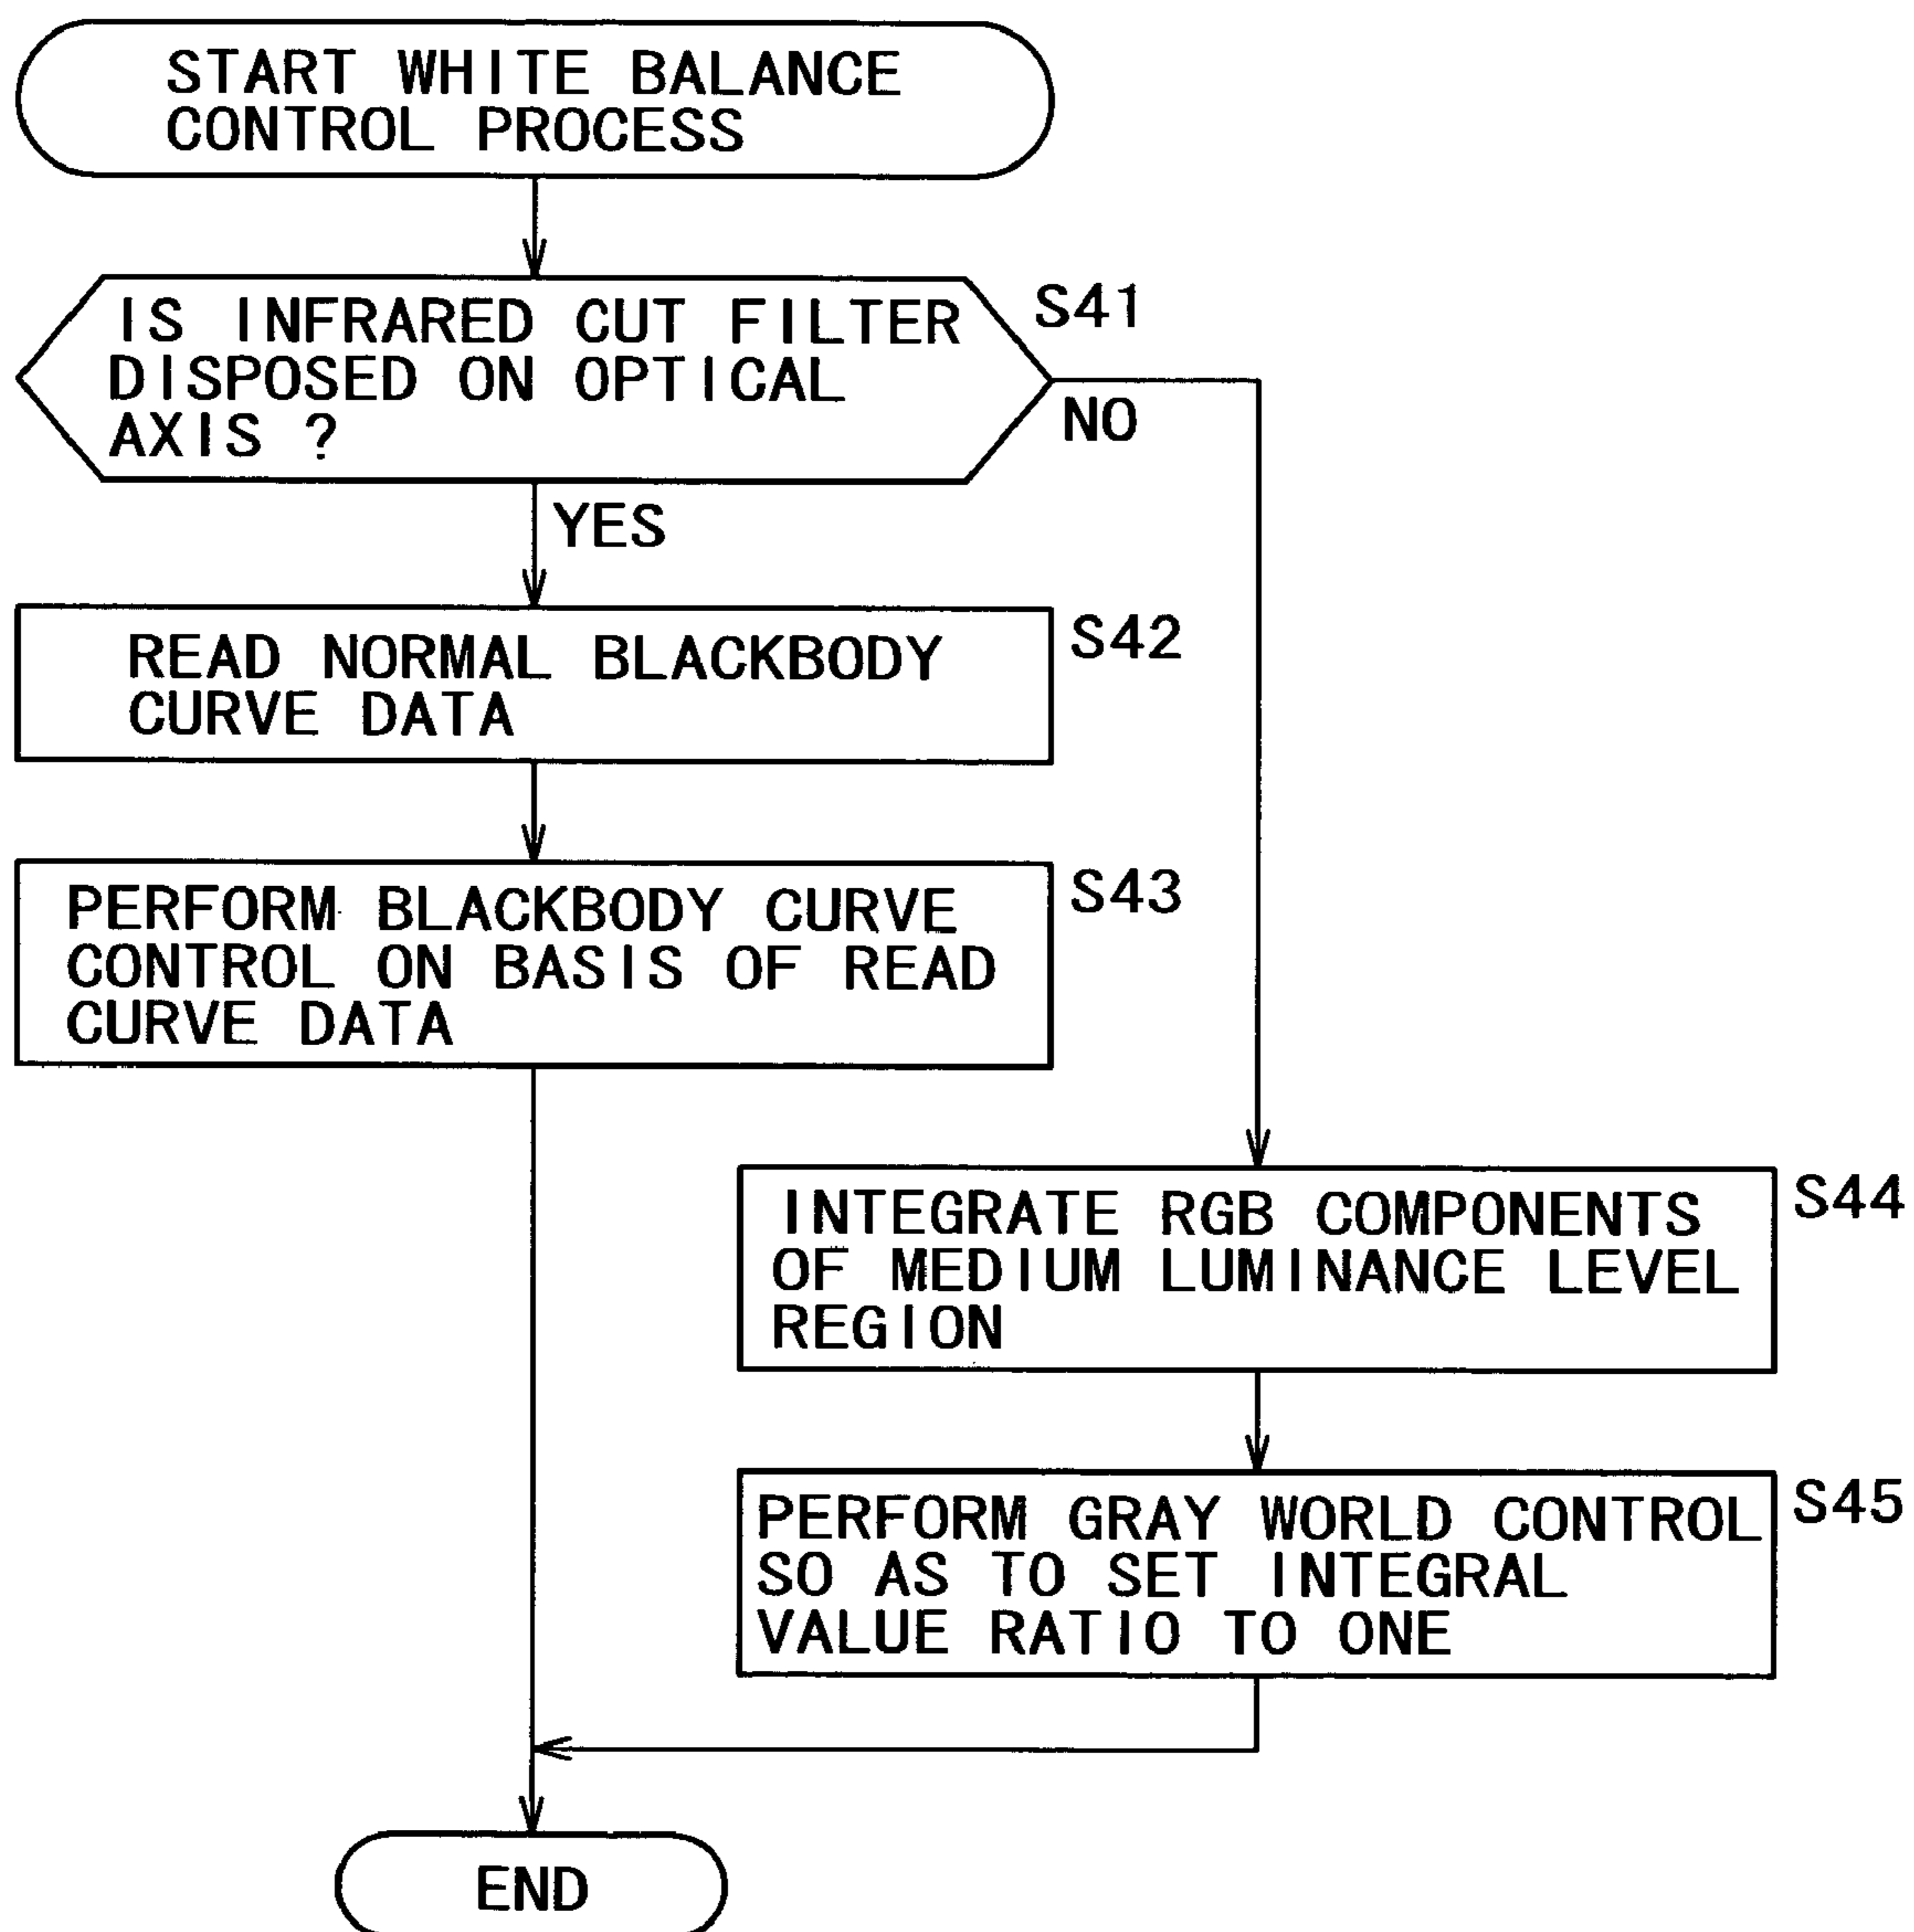 START WHITE BALANCE
CONTROL PROCESS
IS INFRARED CUT FILTER
DISPOSED ON OPTICAL
AXIS ?
S41
NO
YES
READ NORMAL BLACKBODY
CURVE DATA
S42
PERFORM BLACKBODY CURVE
CONTROL ON BASIS OF READ
CURVE DATA
S43
INTEGRATE RGB COMPONENTS
OF MEDIUM LUMINANCE LEVEL
REGION
S44
PERFORM GRAY WORLD CONTROL
SO AS TO SET INTEGRAL
VALUE RATIO TO ONE
S45
END